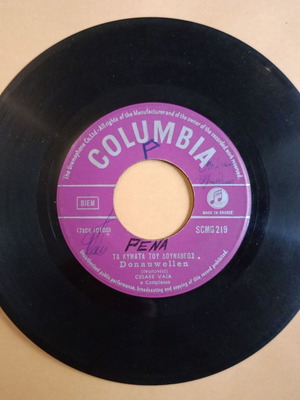 the Gramophone Co., Ltd.-All rights of the Manufacturer and of the owner of the recorded work reserved.
COLUMBIA
P
BIEM
MADE IN GREECE
SCMG 219
PENA
ΤΑ ΚΥΜΑΤΑ ΤΟΥ ΔΟΥΝΑΒΕΩΣ
Donauwellen
(Ivanovici)
CESARE VAIA
e Complesso
Unauthorised public performance, broadcasting and copying of this record prohibited